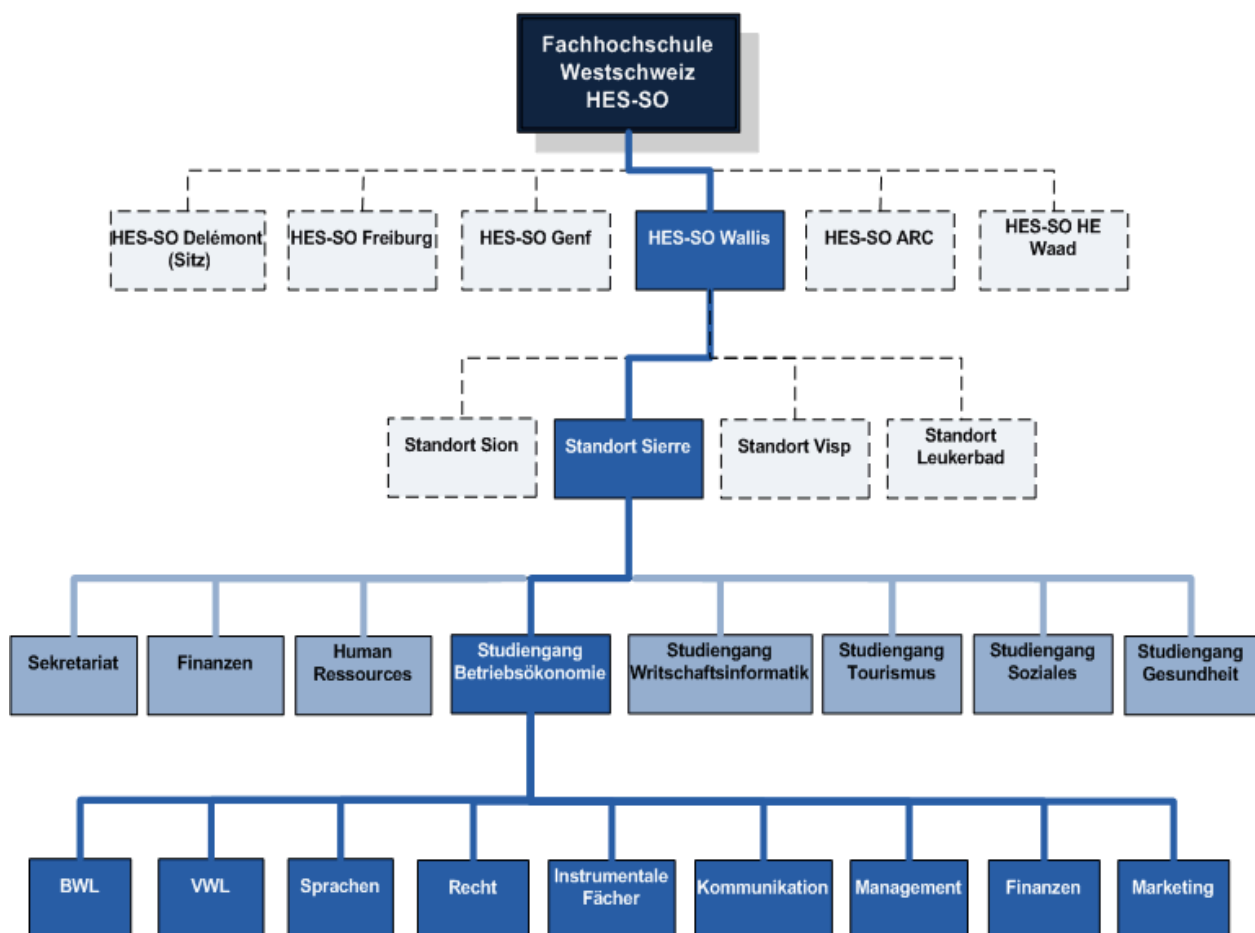 Fachhochschule
Westschweiz
HES-SO
HES-SO Delémont
(Sitz)
HES-SO Freiburg
HES-SO Genf
HES-SO Wallis
HES-SO ARC
HES-SO HE
Waad
Standort Sion
Standort Sierre
Standort Visp
Standort
Leukerbad
Sekretariat
Finanzen
Human
Ressources
Studiengang
Betriebsökonomie
Studiengang
Writschaftsinformatik
Studiengang
Tourismus
Studiengang
Soziales
Studiengang
Gesundheit
BWL
VWL
Sprachen
Recht
Instrumentale
Fächer
Kommunikation
Management
Finanzen
Marketing